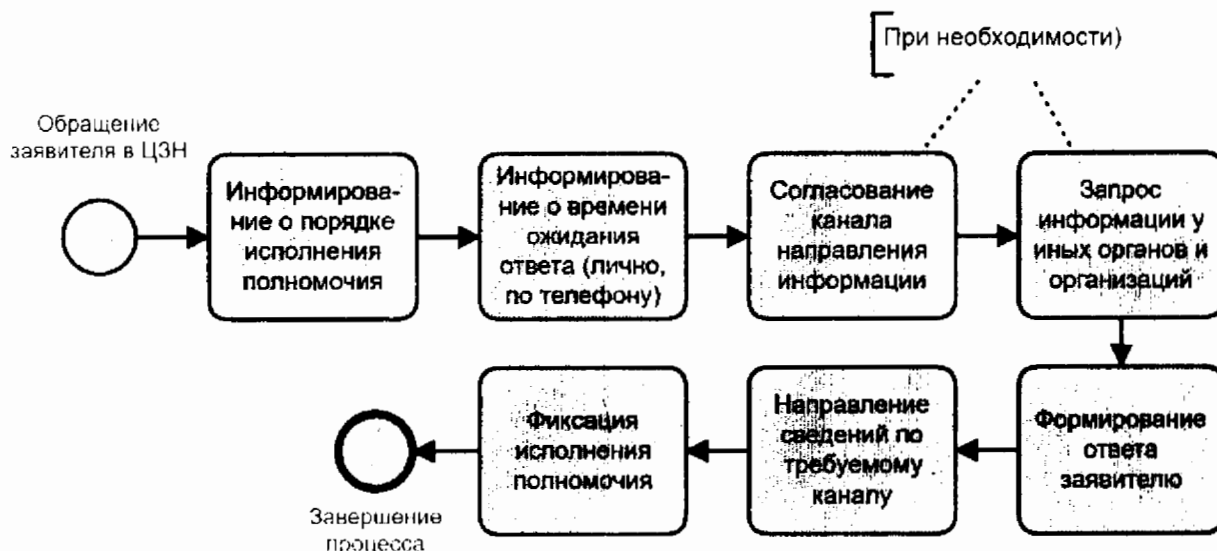 При необходимости)
Обращение
заявителя в ЦЗН
Информирова-
ние о порядке
исполнения
полномочия
Информирова-
ние о времени
ожидания
ответа (лично,
по телефону)
Согласование
канала
направления
информации
Запрос
информации у
иных органов и
организаций
Фиксация
исполнения
полномочия
Направление
сведений по
требуемому
каналу
Формирование
ответа
заявителю
Завершение
процесса